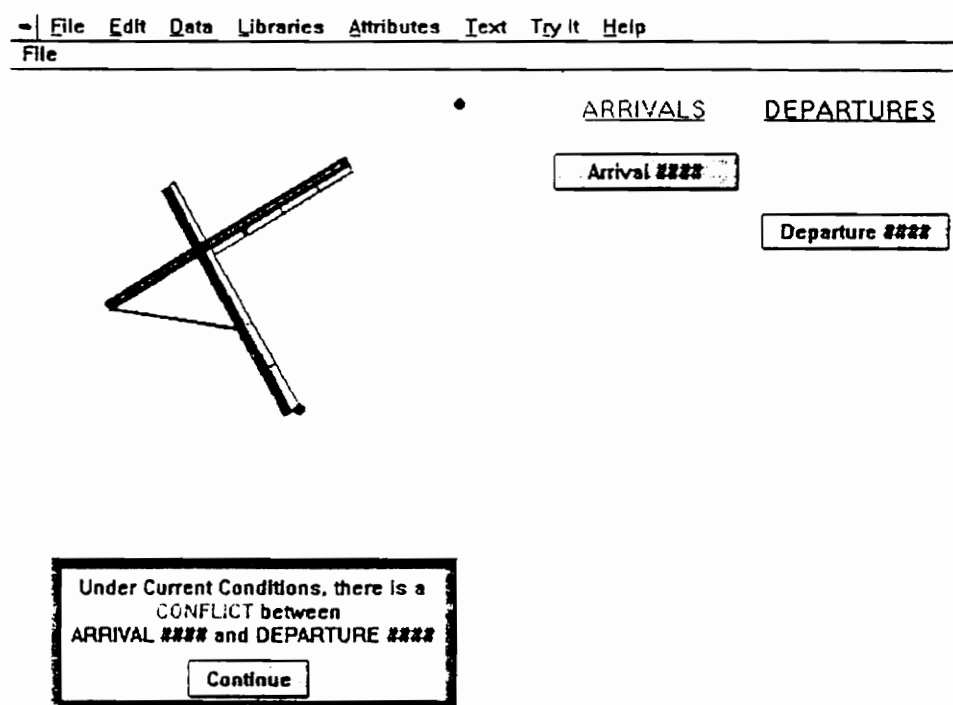 File Edit Data Libraries Attributes Text Try It Help
File
ARRIVALS DEPARTURES
Arrival ####
Departure ####
Under Current Conditions, there is a
CONFLICT between
ARRIVAL #### and DEPARTURE ####
Continue